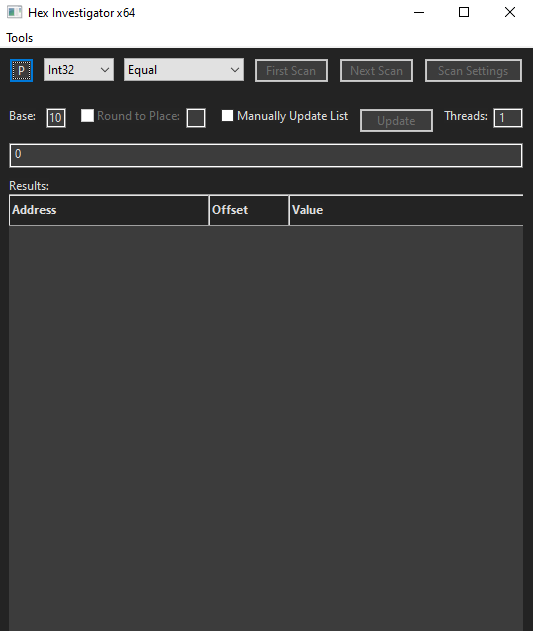 Hex Investigator x64
Tools
P Int32 Equal First Scan Next Scan Scan Settings
Base: 10 Round to Place: Manually Update List Update Threads: 1
0
Results:
Address Offset Value